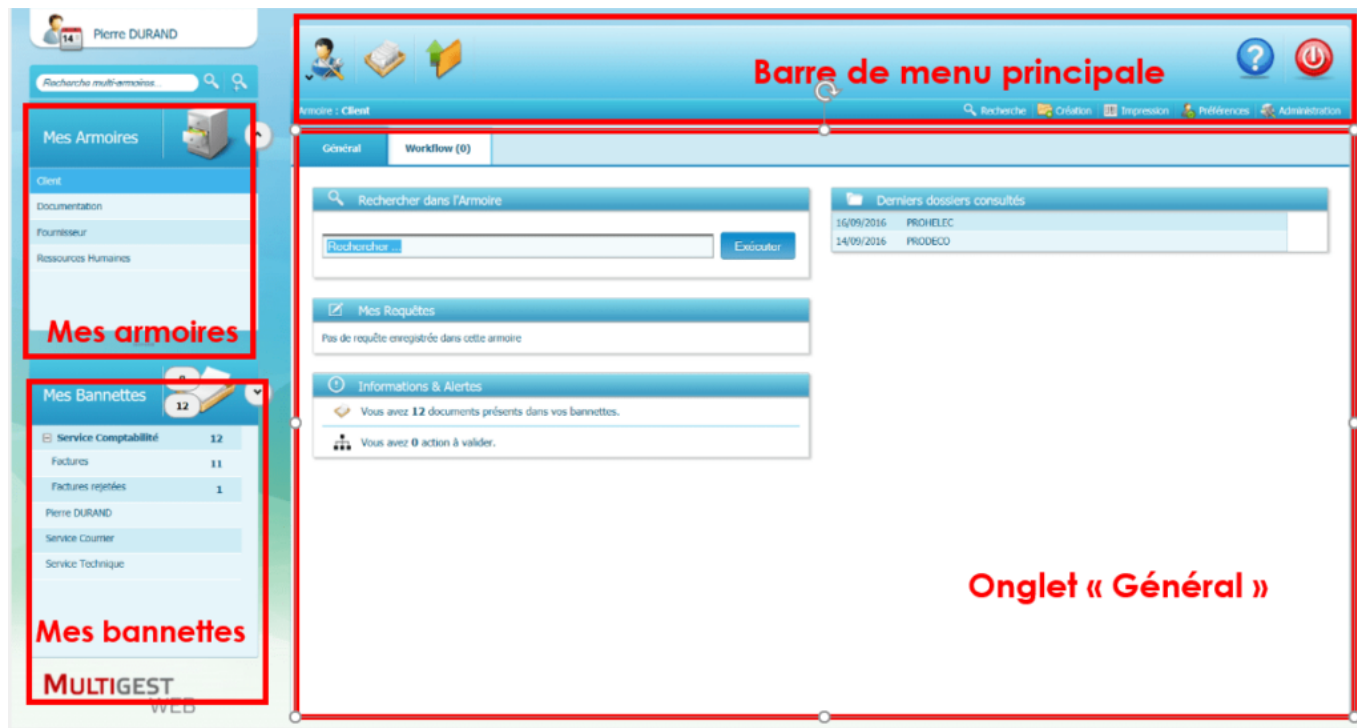 14
Pierre DURAND
Recherche multi-armoires...
Mes Armoires
Client
Documentation
Fournisseur
Ressources Humaines
Mes armoires
Mes Bannettes
12
Service Comptabilité 12
Factures 11
Factures rejetées 1
Pierre DURAND
Service Courrier
Service Technique
Mes bannettes
MULTIGEST
WEB
Barre de menu principale
Armoire : Client
Recherche Création Impression Préférences Administration
Général Workflow (0)
Rechercher dans l'Armoire
Rechercher ... Exécuter
Mes Requêtes
Pas de requête enregistrée dans cette armoire
Informations & Alertes
Vous avez 12 documents présents dans vos bannettes.
Vous avez 0 action à valider.
Derniers dossiers consultés
16/09/2016 PROHELEC
14/09/2016 PRODECO
Onglet « Général »